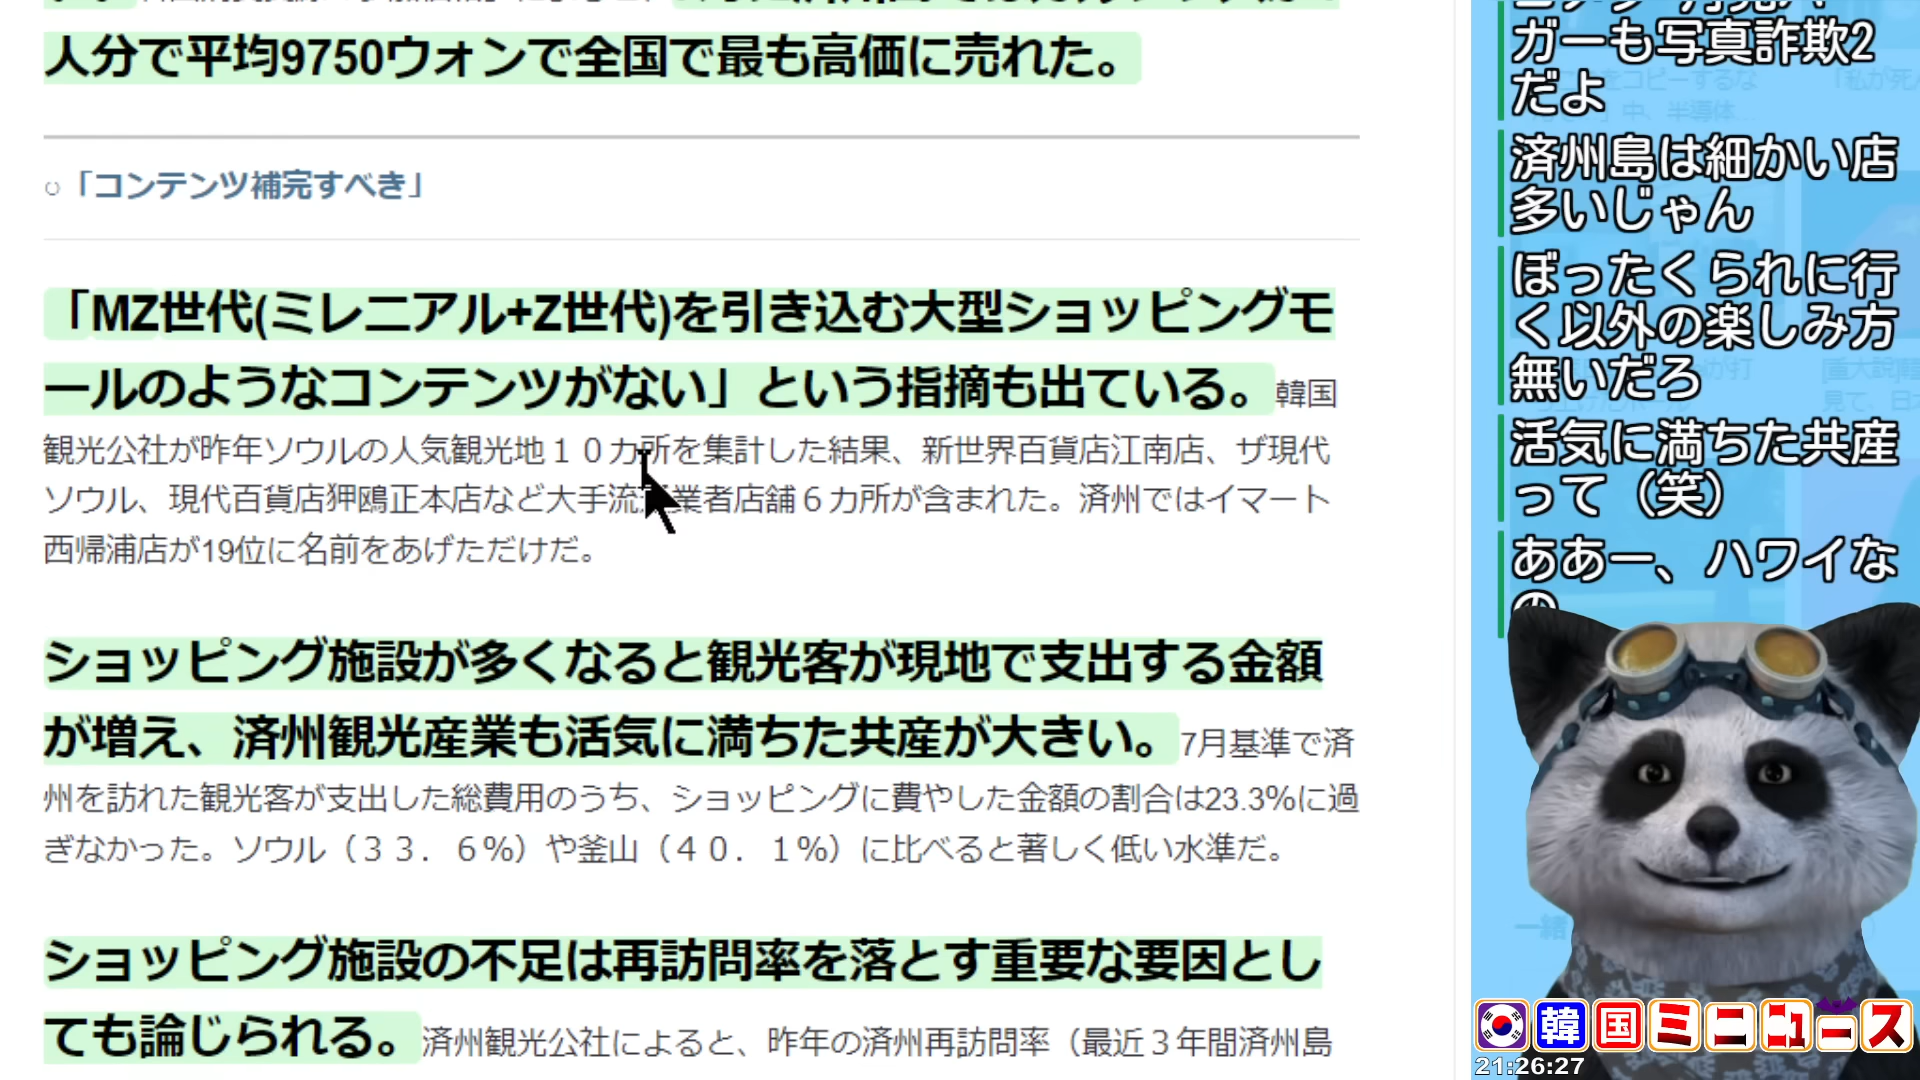 人分で平均9750ウォンで全国で最も高価に売れた。
○「コンテンツ補完すべき」
「MZ世代(ミレニアル+Z世代)を引き込む大型ショッピングモ
ールのようなコンテンツがない」という指摘も出ている。韓国
観光公社が昨年ソウルの人気観光地１０カ所を集計した結果、新世界百貨店江南店、ザ現代
ソウル、現代百貨店狎鴎正本店など大手流通業者店舗６カ所が含まれた。済州ではイマート
西帰浦店が19位に名前をあげただけだ。
ショッピング施設が多くなると観光客が現地で支出する金額
が増え、済州観光産業も活気に満ちた共産が大きい。7月基準で済
州を訪れた観光客が支出した総費用のうち、ショッピングに費やした金額の割合は23.3%に過
ぎなかった。ソウル（３３．６%）や釜山（４０．１%）に比べると著しく低い水準だ。
ショッピング施設の不足は再訪問率を落とす重要な要因とし
ても論じられる。済州観光公社によると、昨年の済州再訪問率（最近３年間済州島
ガーも写真詐欺2
だよ
済州島は細かい店
多いじゃん
ぼったくられに行
く以外の楽しみ方
無いだろ
活気に満ちた共産
って（笑）
ああー、ハワイな
の
韓国ミニニュース
21:26:27